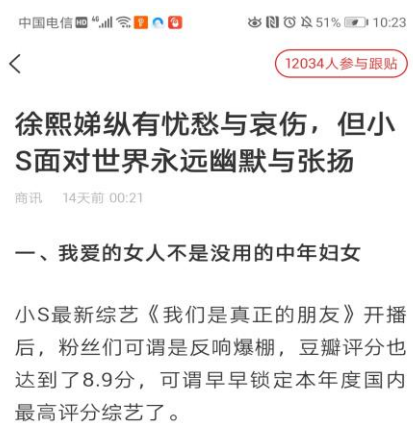 中国电信 HD 4G 51% 10:23
12034人参与跟贴
徐熙娣纵有忧愁与哀伤，但小
S面对世界永远幽默与张扬
商讯 14天前 00:21
一、我爱的女人不是没用的中年妇女
小S最新综艺《我们是真正的朋友》开播
后，粉丝们可谓是反响爆棚，豆瓣评分也
达到了8.9分，可谓早早锁定本年度国内
最高评分综艺了。